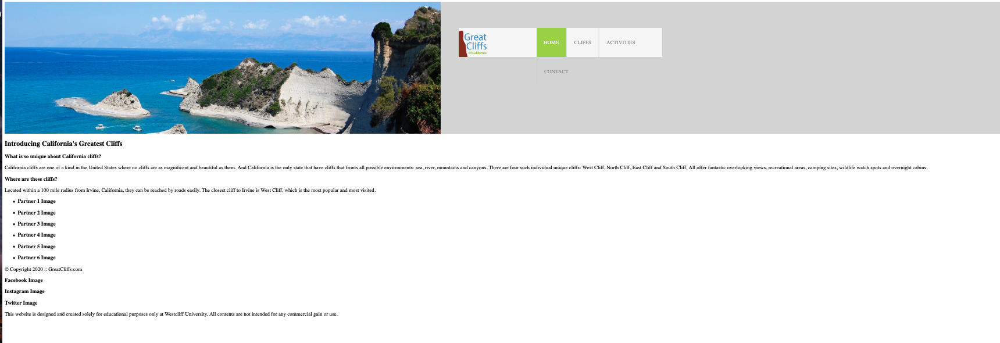 Great
Cliffs
of California
HOME CLIFFS ACTIVITIES
CONTACT
Introducing California's Greatest Cliffs
What is so unique about California cliffs?
California cliffs are one of a kind in the United States where no cliffs are as magnificent and beautiful as them. And California is the only state that have cliffs that fronts all possible environments: sea, river, mountains and canyons. There are four such individual unique cliffs: West Cliff, North Cliff, East Cliff and South Cliff. All offer fantastic overlooking views, recreational areas, camping sites, wildlife watch spots and overnight cabins.
Where are these cliffs?
Located within a 100 mile radius from Irvine, California, they can be reached by roads easily. The closest cliff to Irvine is West Cliff, which is the most popular and most visited.
• Partner 1 Image
• Partner 2 Image
• Partner 3 Image
• Partner 4 Image
• Partner 5 Image
• Partner 6 Image
© Copyright 2020 :: GreatCliffs.com
Facebook Image
Instagram Image
Twitter Image
This website is designed and created solely for educational purposes only at Westcliff University. All contents are not intended for any commercial gain or use.